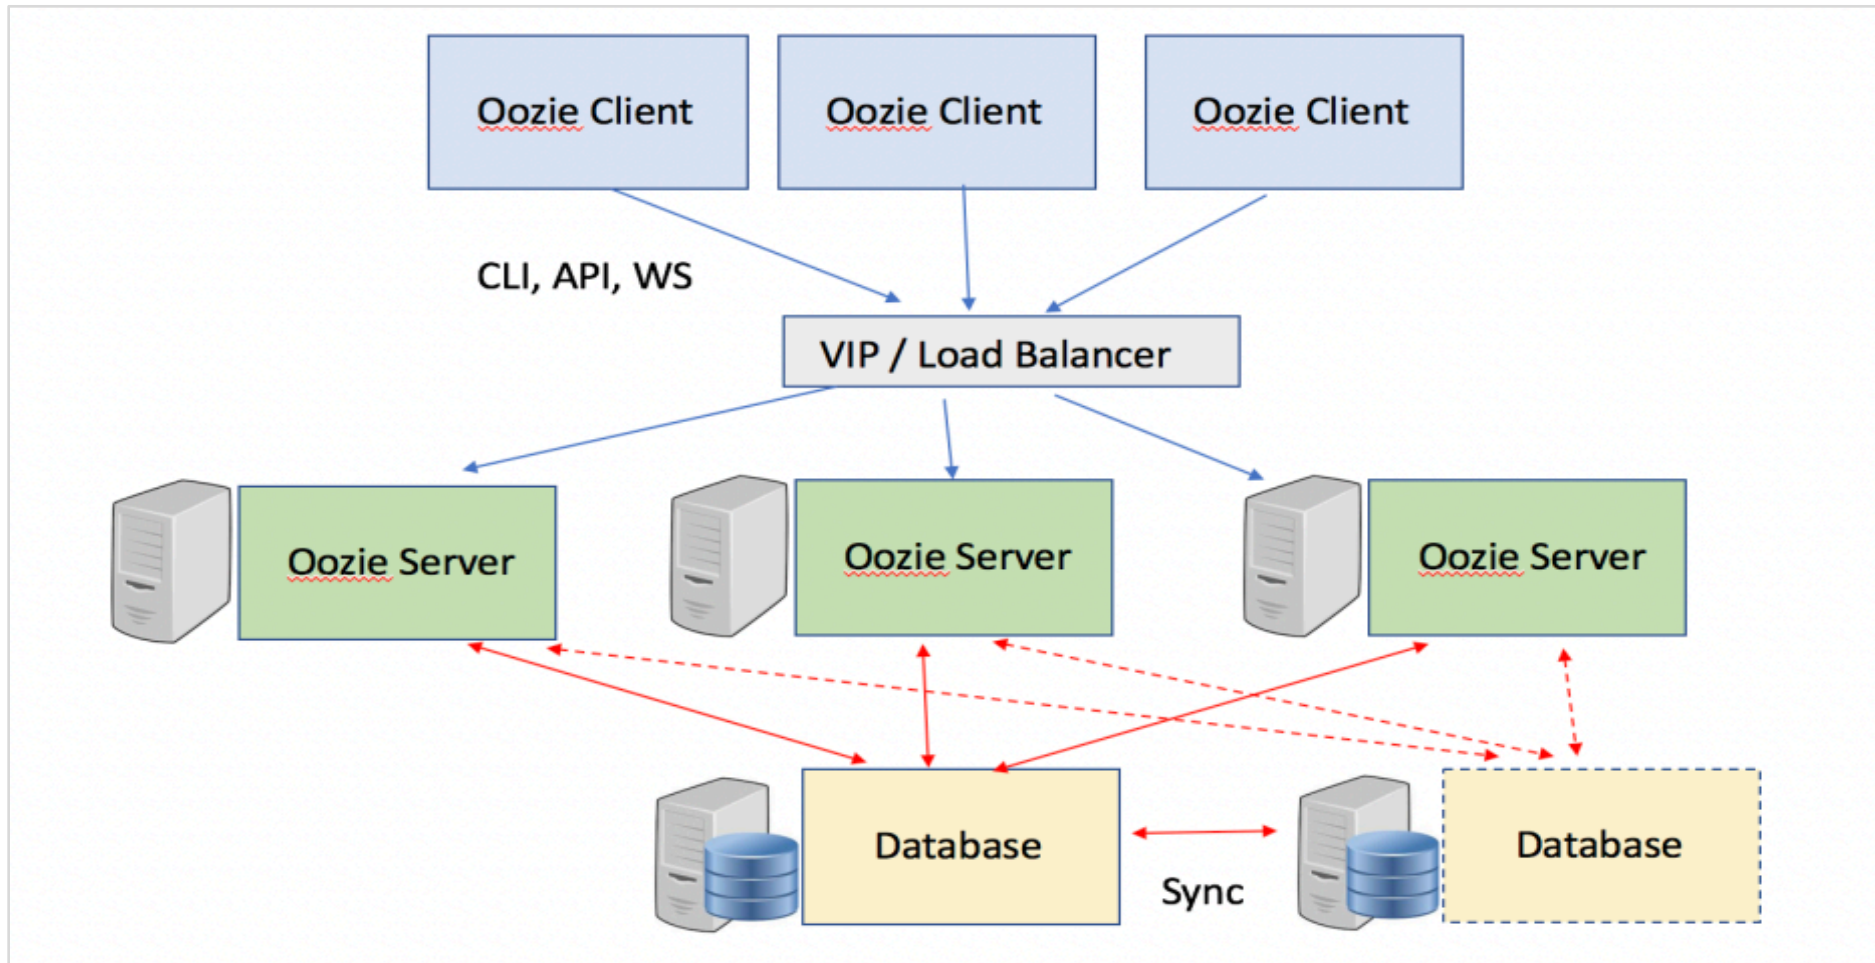 Oozie Client
Oozie Client
Oozie Client
CLI, API, WS
VIP / Load Balancer
Oozie Server
Oozie Server
Oozie Server
Database
Database
Sync